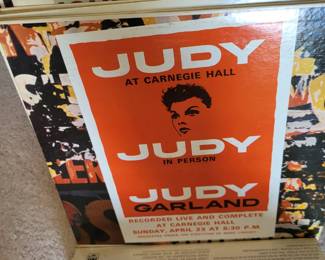 JUDY
AT CARNEGIE HALL
JUDY
IN PERSON
JUDY
GARLAND
RECORDED LIVE AND COMPLETE
AT CARNEGIE HALL
SUNDAY, APRIL 23 AT 8:30 P.M.